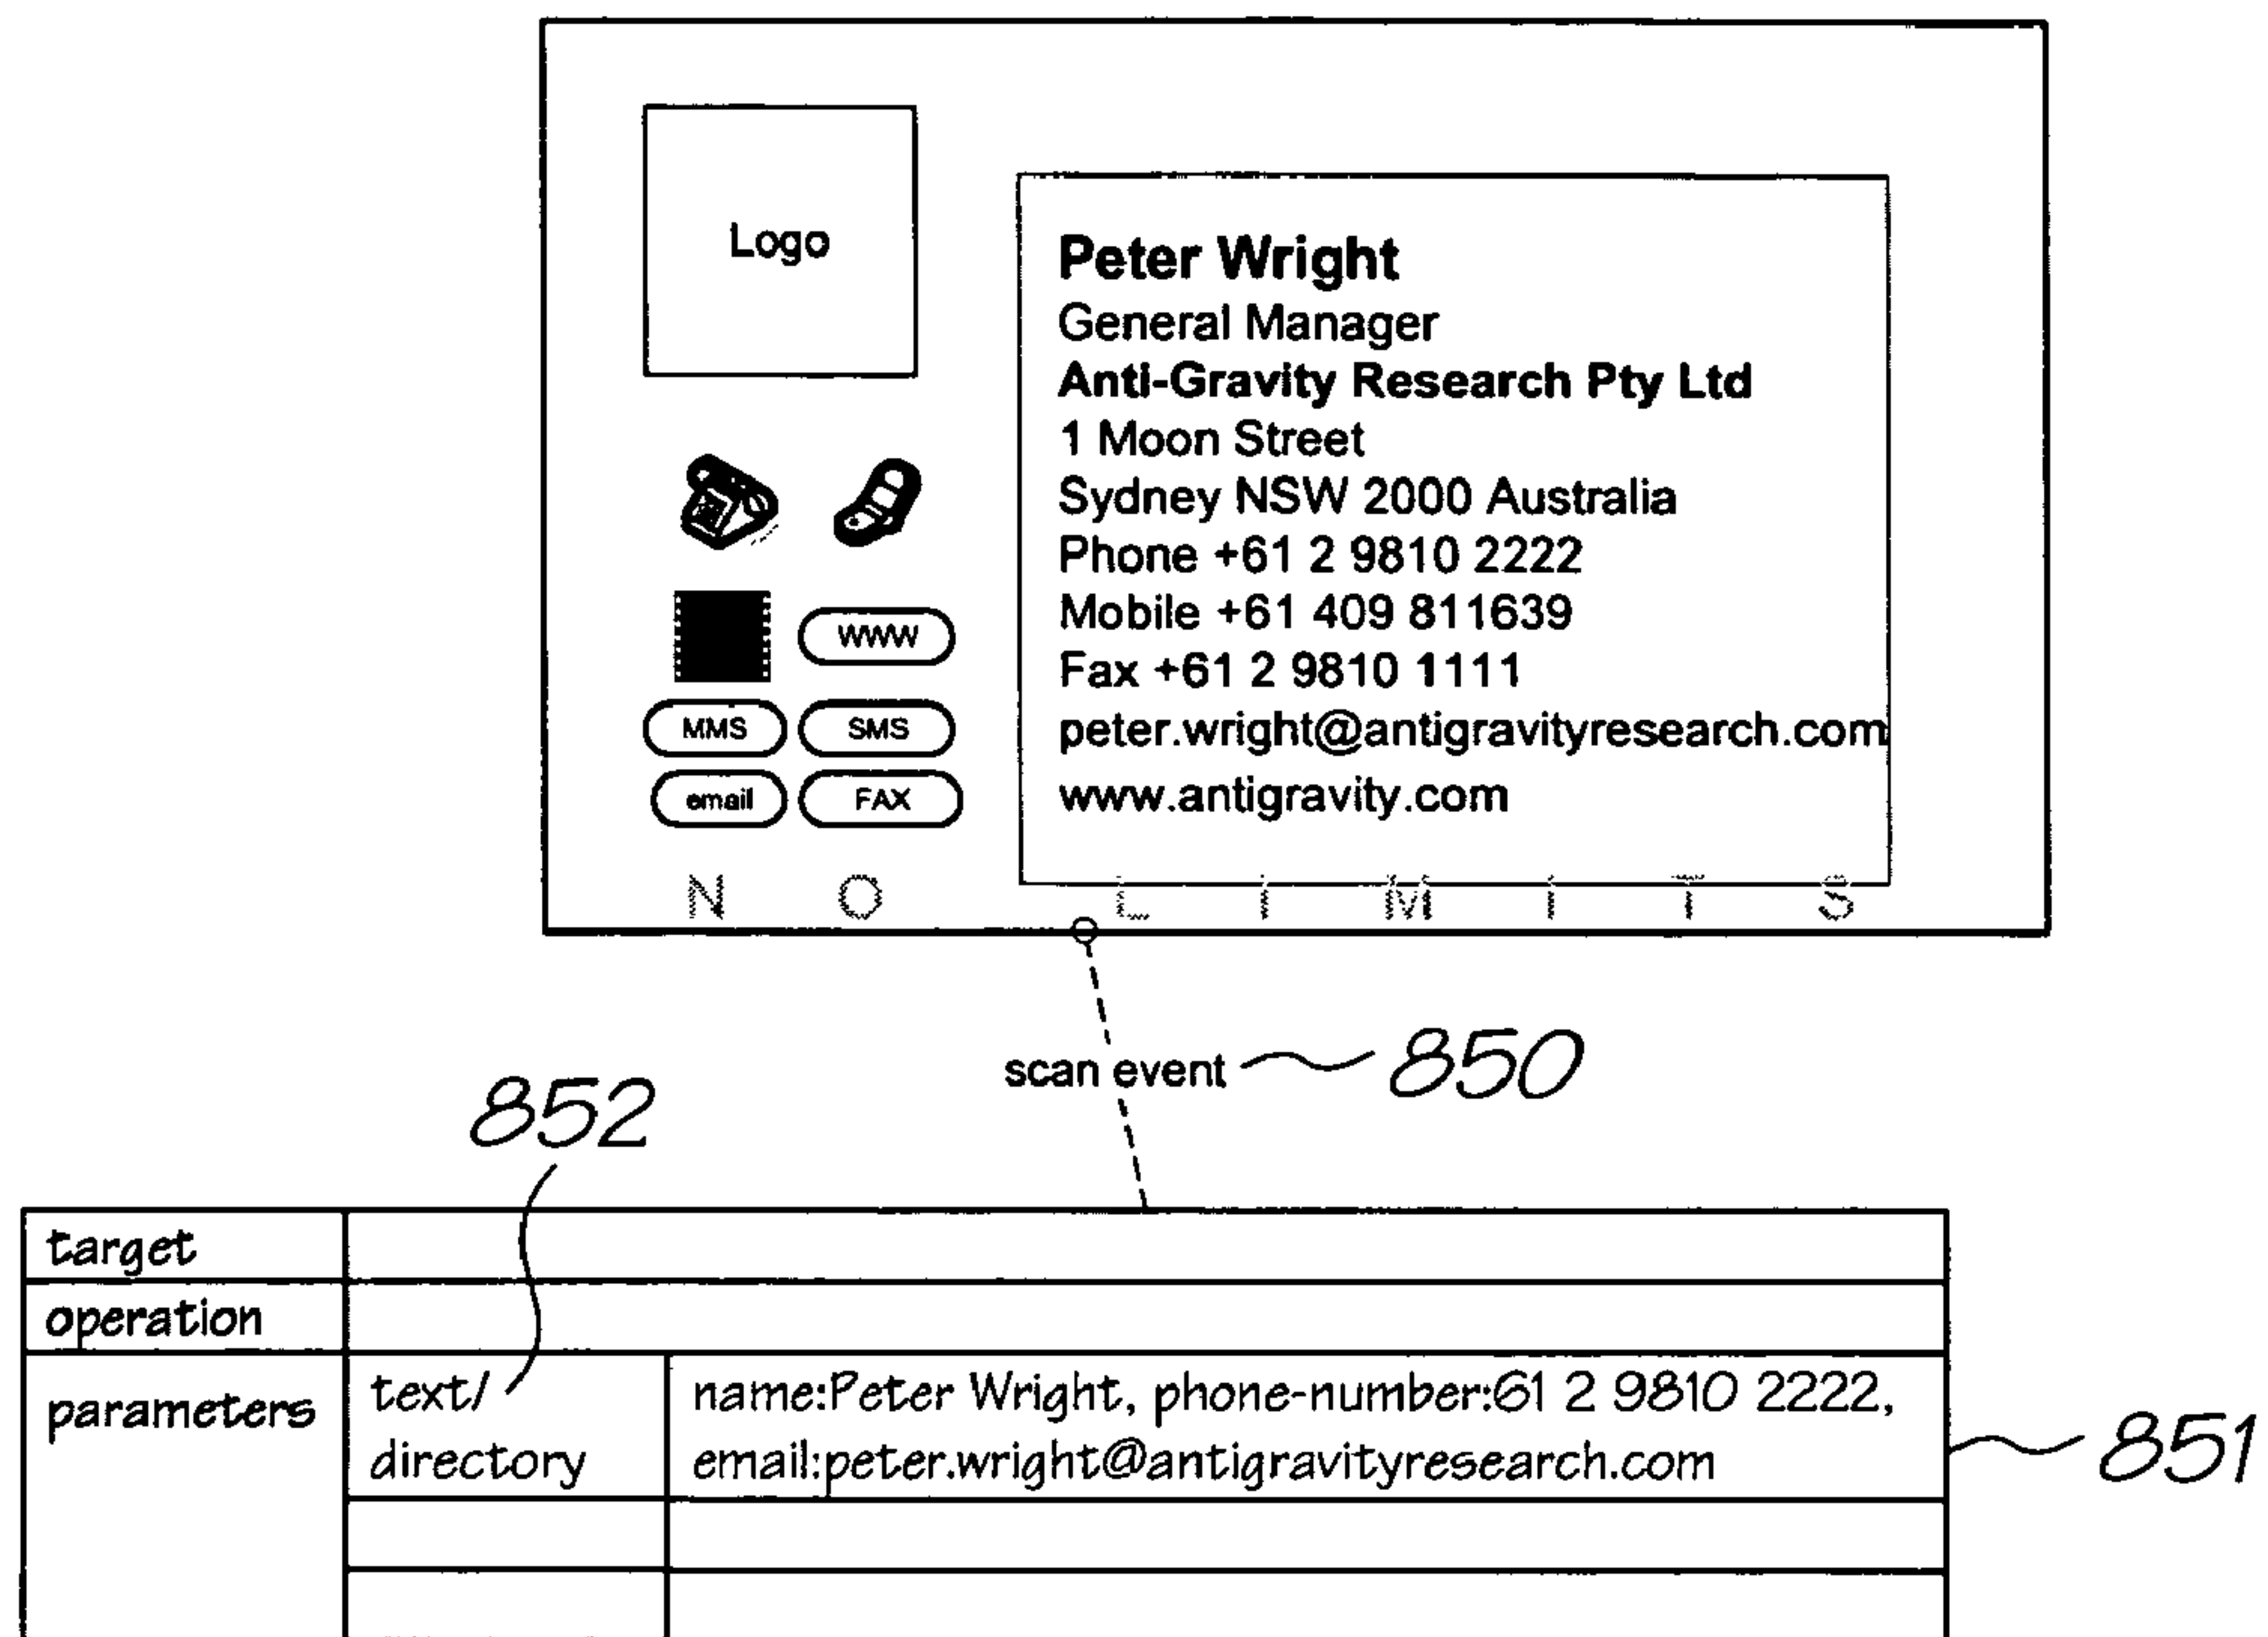 Logo
Peter Wright
General Manager
Anti-Gravity Research Pty Ltd
1 Moon Street
Sydney NSW 2000 Australia
Phone +61 2 9810 2222
Mobile +61 409 811639
Fax +61 2 9810 1111
peter.wright@antigravityresearch.com
www.antigravity.com
WWW
MMS SMS
email FAX
N O L I M I T S
scan event 850
852
target
operation
parameters
text/
directory
name:Peter Wright, phone-number:61 2 9810 2222,
email:peter.wright@antigravityresearch.com
851